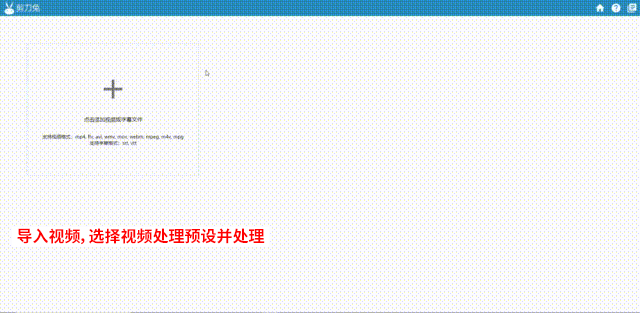 剪刀兔
点击添加视频或字幕文件
支持视频格式：mp4, flv, avi, wmv, mov, webm, mpeg, m4v, mpg
支持字幕格式：srt, vtt
导入视频，选择视频处理预设并处理